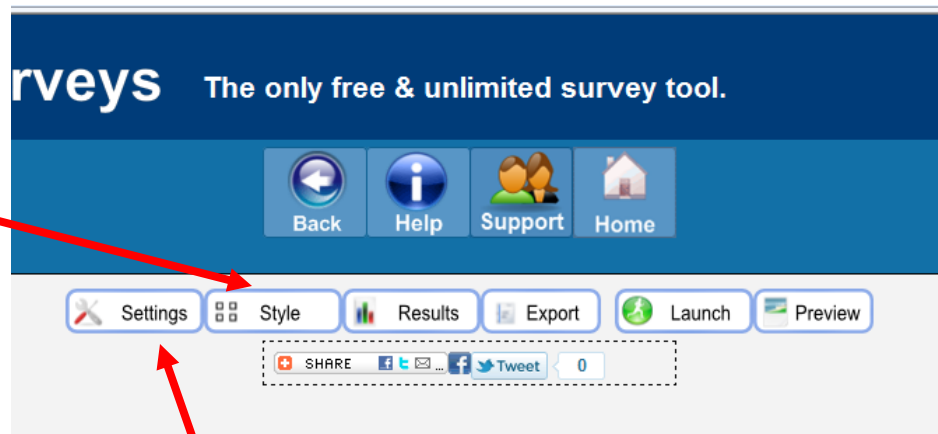 rveys The only free & unlimited survey tool.
Back Help Support Home
Settings Style Results Export Launch Preview
SHARE ... Tweet 0